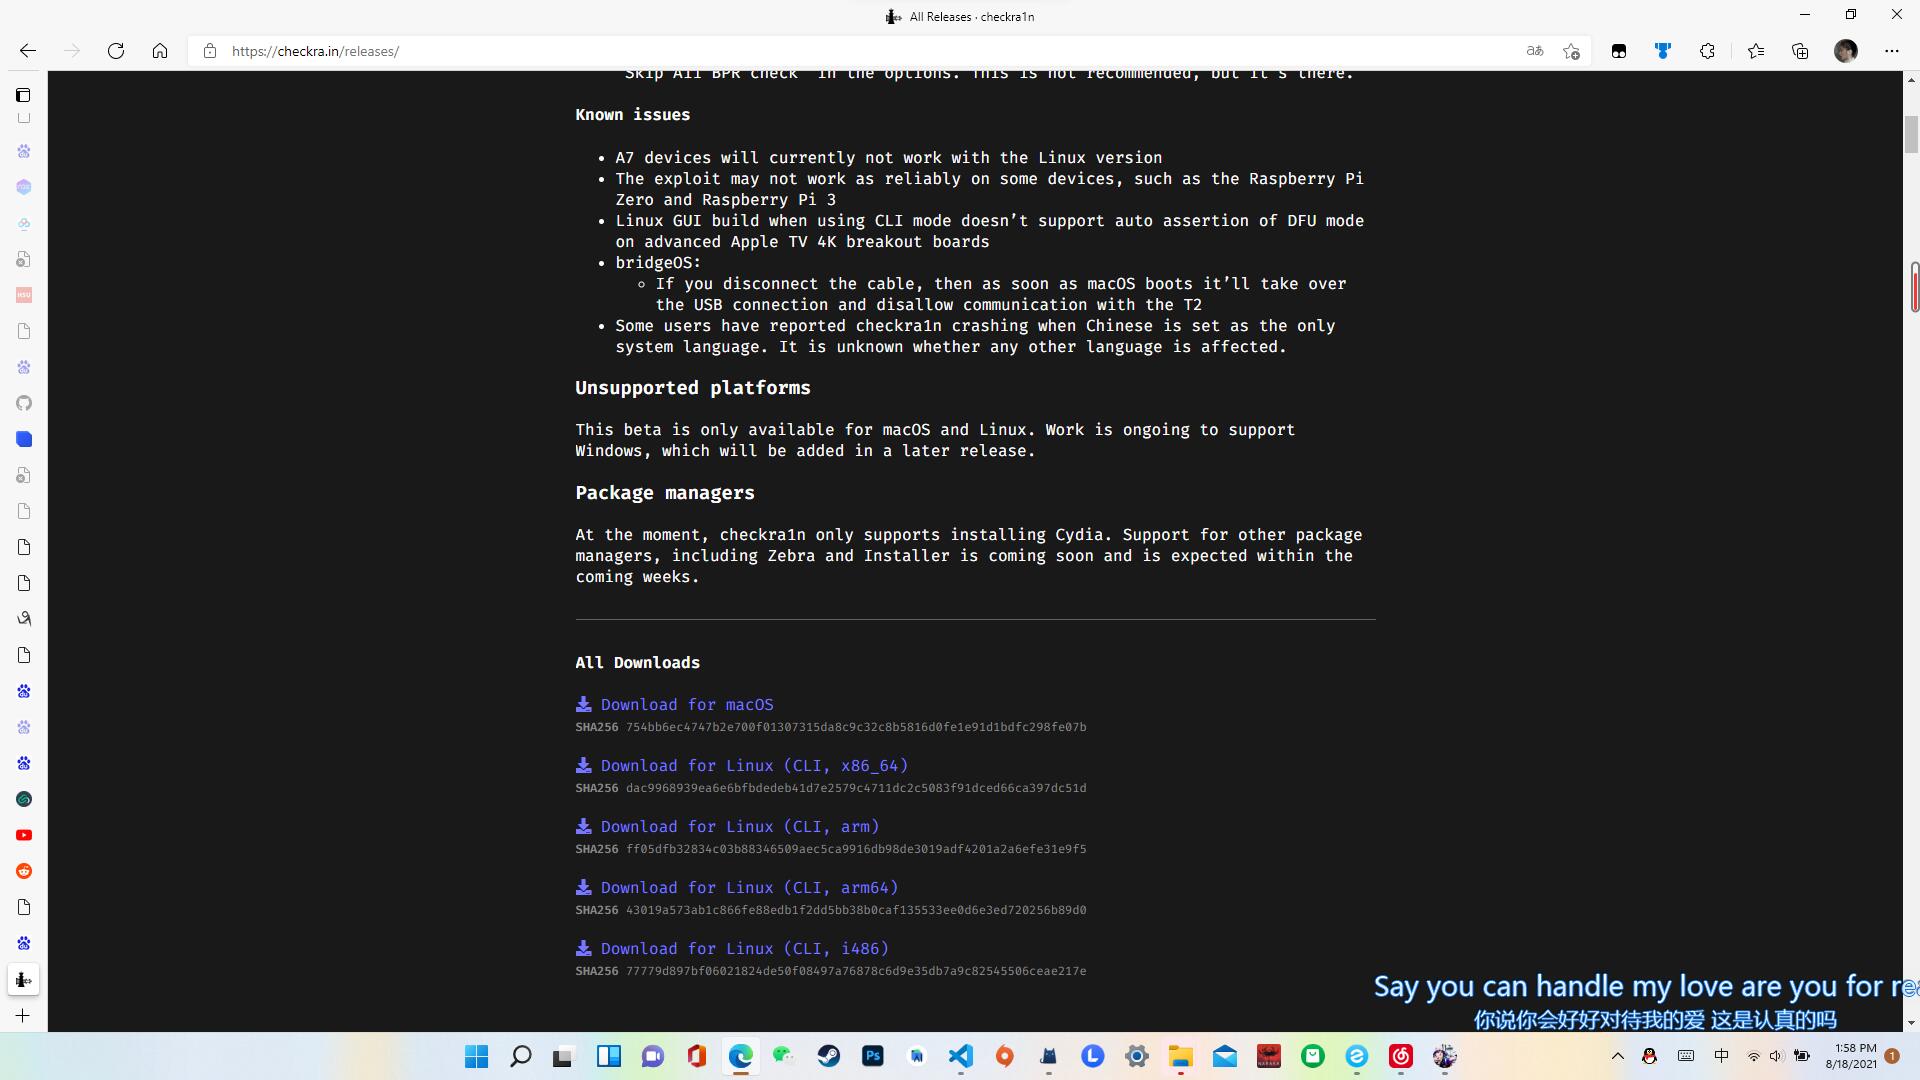 All Releases · checkra1n
https://checkra.in/releases/
"Skip All BPR check" in the options. This is not recommended, but it's there.
Known issues
• A7 devices will currently not work with the Linux version
• The exploit may not work as reliably on some devices, such as the Raspberry Pi
Zero and Raspberry Pi 3
• Linux GUI build when using CLI mode doesn’t support auto assertion of DFU mode
on advanced Apple TV 4K breakout boards
• bridgeOS:
◦ If you disconnect the cable, then as soon as macOS boots it’ll take over
the USB connection and disallow communication with the T2
• Some users have reported checkra1n crashing when Chinese is set as the only
system language. It is unknown whether any other language is affected.
Unsupported platforms
This beta is only available for macOS and Linux. Work is ongoing to support
Windows, which will be added in a later release.
Package managers
At the moment, checkra1n only supports installing Cydia. Support for other package
managers, including Zebra and Installer is coming soon and is expected within the
coming weeks.
All Downloads
Download for macOS
SHA256 754bb6ec4747b2e700f01307315da8c9c32c8b5816d0fe1e91d1bdfc298fe07b
Download for Linux (CLI, x86_64)
SHA256 dac9968939ea6e6bfbdedeb41d7e2579c4711dc2c5083f91dced66ca397dc51d
Download for Linux (CLI, arm)
SHA256 ff05dfb32834c03b88346509aec5ca9916db98de3019adf4201a2a6efe31e9f5
Download for Linux (CLI, arm64)
SHA256 43019a573ab1c866fe88edb1f2dd5bb38b0caf135533ee0d6e3ed720256b89d0
Download for Linux (CLI, i486)
SHA256 77779d897bf06021824de50f08497a76878c6d9e35db7a9c82545506ceae217e
Say you can handle my love are you for rea
你说你会好好对待我的爱 这是认真的吗
Ps
中
1:58 PM
8/18/2021
1